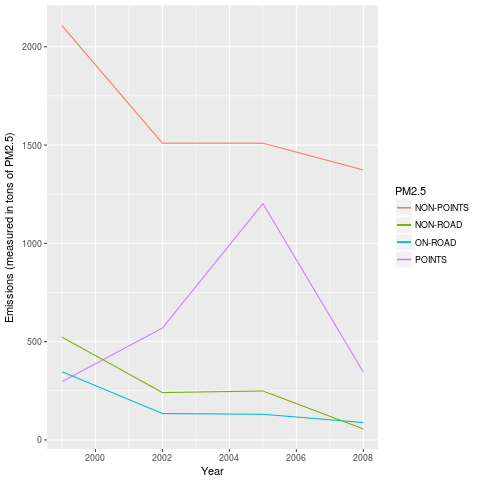 Emissions (measured in tons of PM2.5)
2000
1500
1000
500
0
2000
2002
2004
2006
2008
Year
PM2.5
NON-POINTS
NON-ROAD
ON-ROAD
POINTS